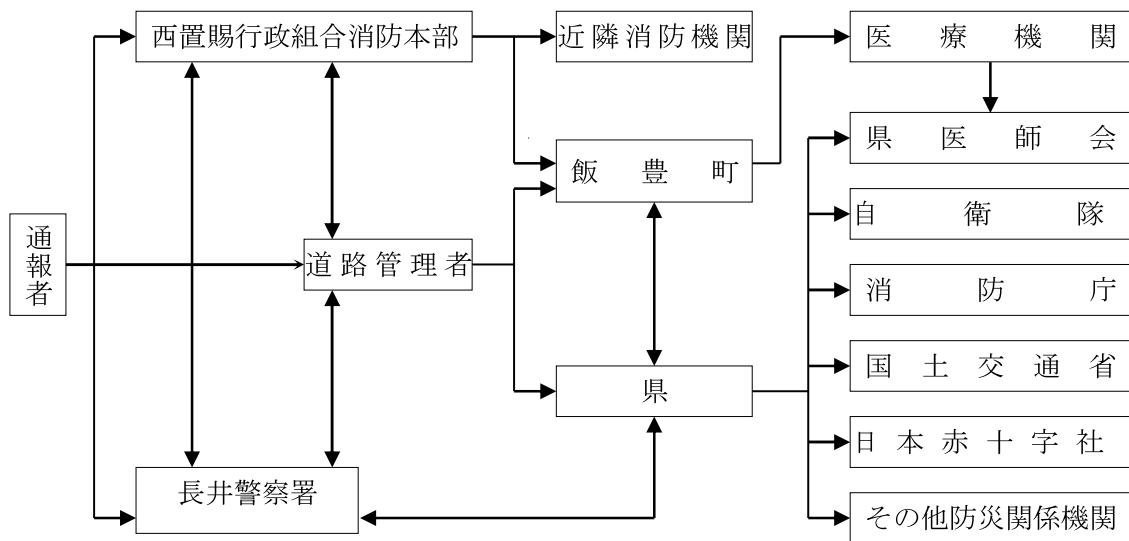 西置賜行政組合消防本部
近隣消防機関
医療機関
県医師会
飯豊町
自衛隊
通報者
道路管理者
消防庁
国土交通省
県
日本赤十字社
長井警察署
その他防災関係機関